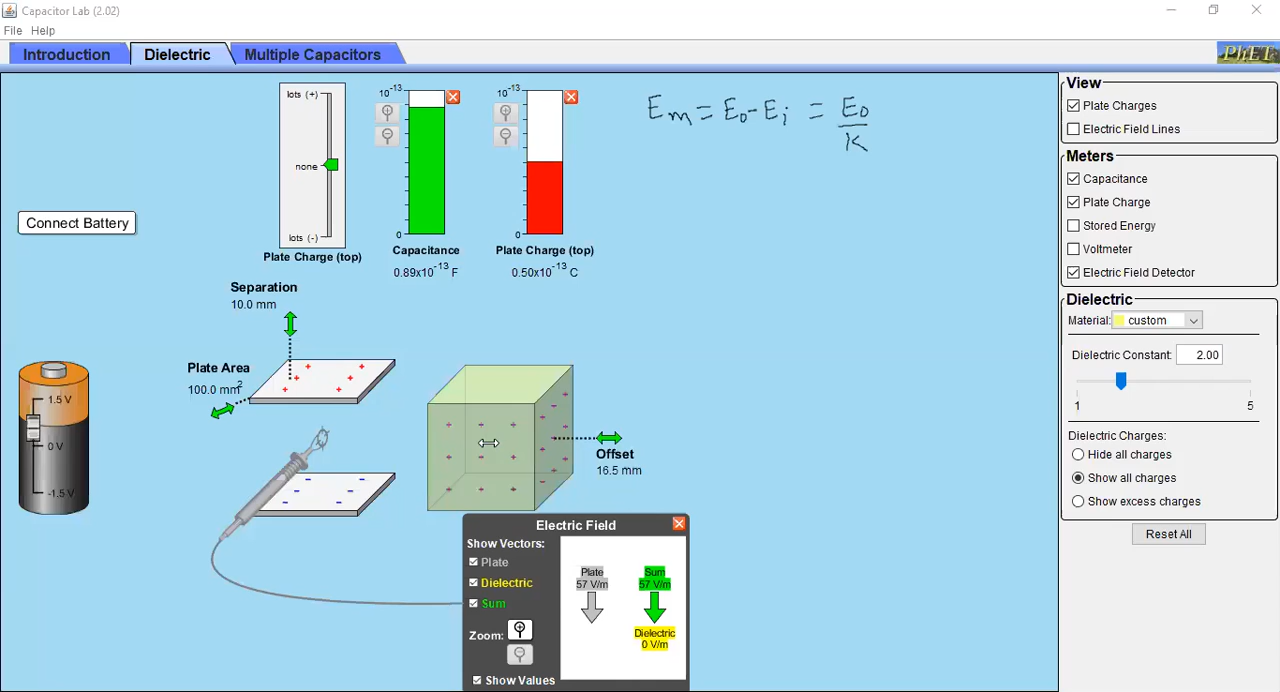 Capacitor Lab (2.02)
File Help
Introduction Dielectric Multiple Capacitors
PhET
lots (+)
none
lots (-)
Plate Charge (top)
10⁻¹³
0
Capacitance
0.89x10⁻¹³ F
10⁻¹³
0
Plate Charge (top)
0.50x10⁻¹³ C
Em = E₀ - Ei = E₀/K
Connect Battery
Separation
10.0 mm
Plate Area
100.0 mm²
1.5 V
0 V
-1.5 V
Offset
16.5 mm
Electric Field
Show Vectors:
Plate
Dielectric
Sum
Zoom:
Show Values
Plate
57 V/m
Sum
57 V/m
Dielectric
0 V/m
View
Plate Charges
Electric Field Lines
Meters
Capacitance
Plate Charge
Stored Energy
Voltmeter
Electric Field Detector
Dielectric
Material: custom
Dielectric Constant: 2.00
1 5
Dielectric Charges:
Hide all charges
Show all charges
Show excess charges
Reset All